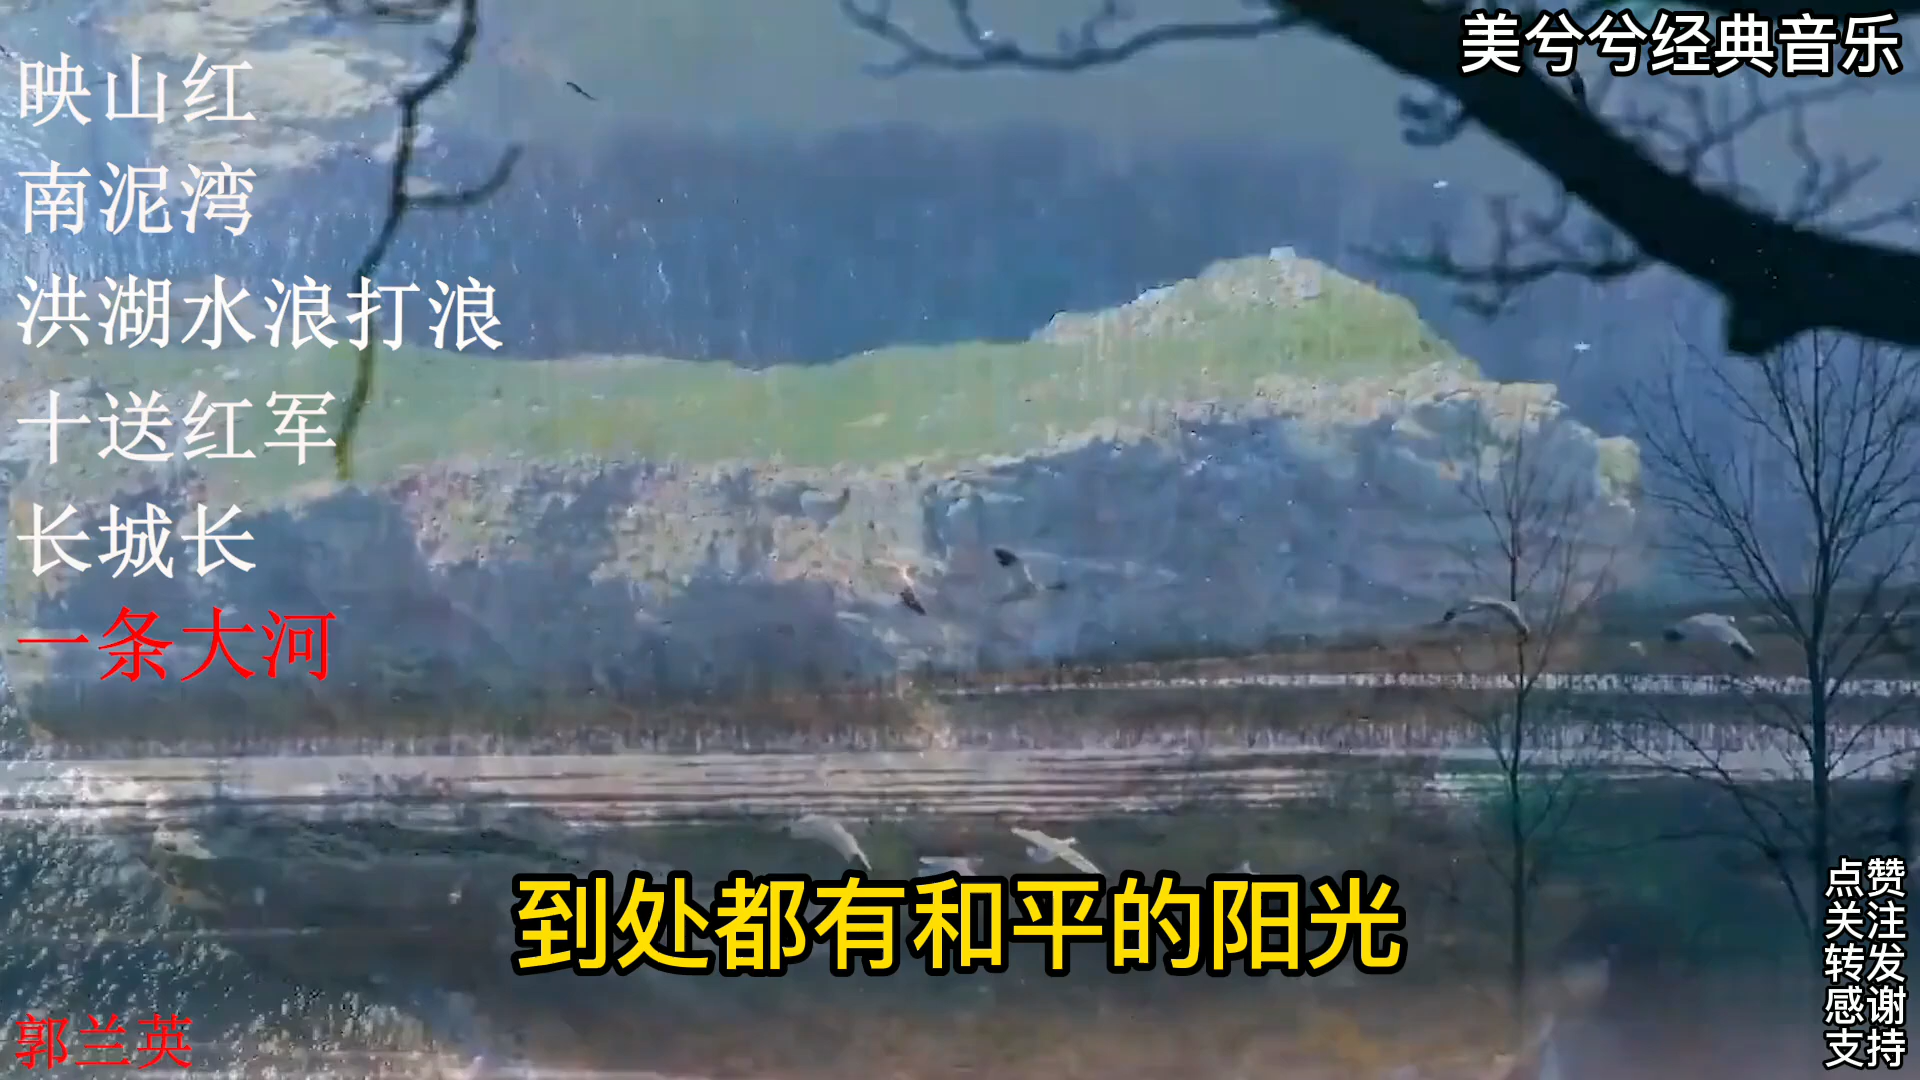 美兮兮经典音乐
映山红
南泥湾
洪湖水浪打浪
十送红军
长城长
一条大河
到处都有和平的阳光
郭兰英
点赞
关注
转发
感谢
支持